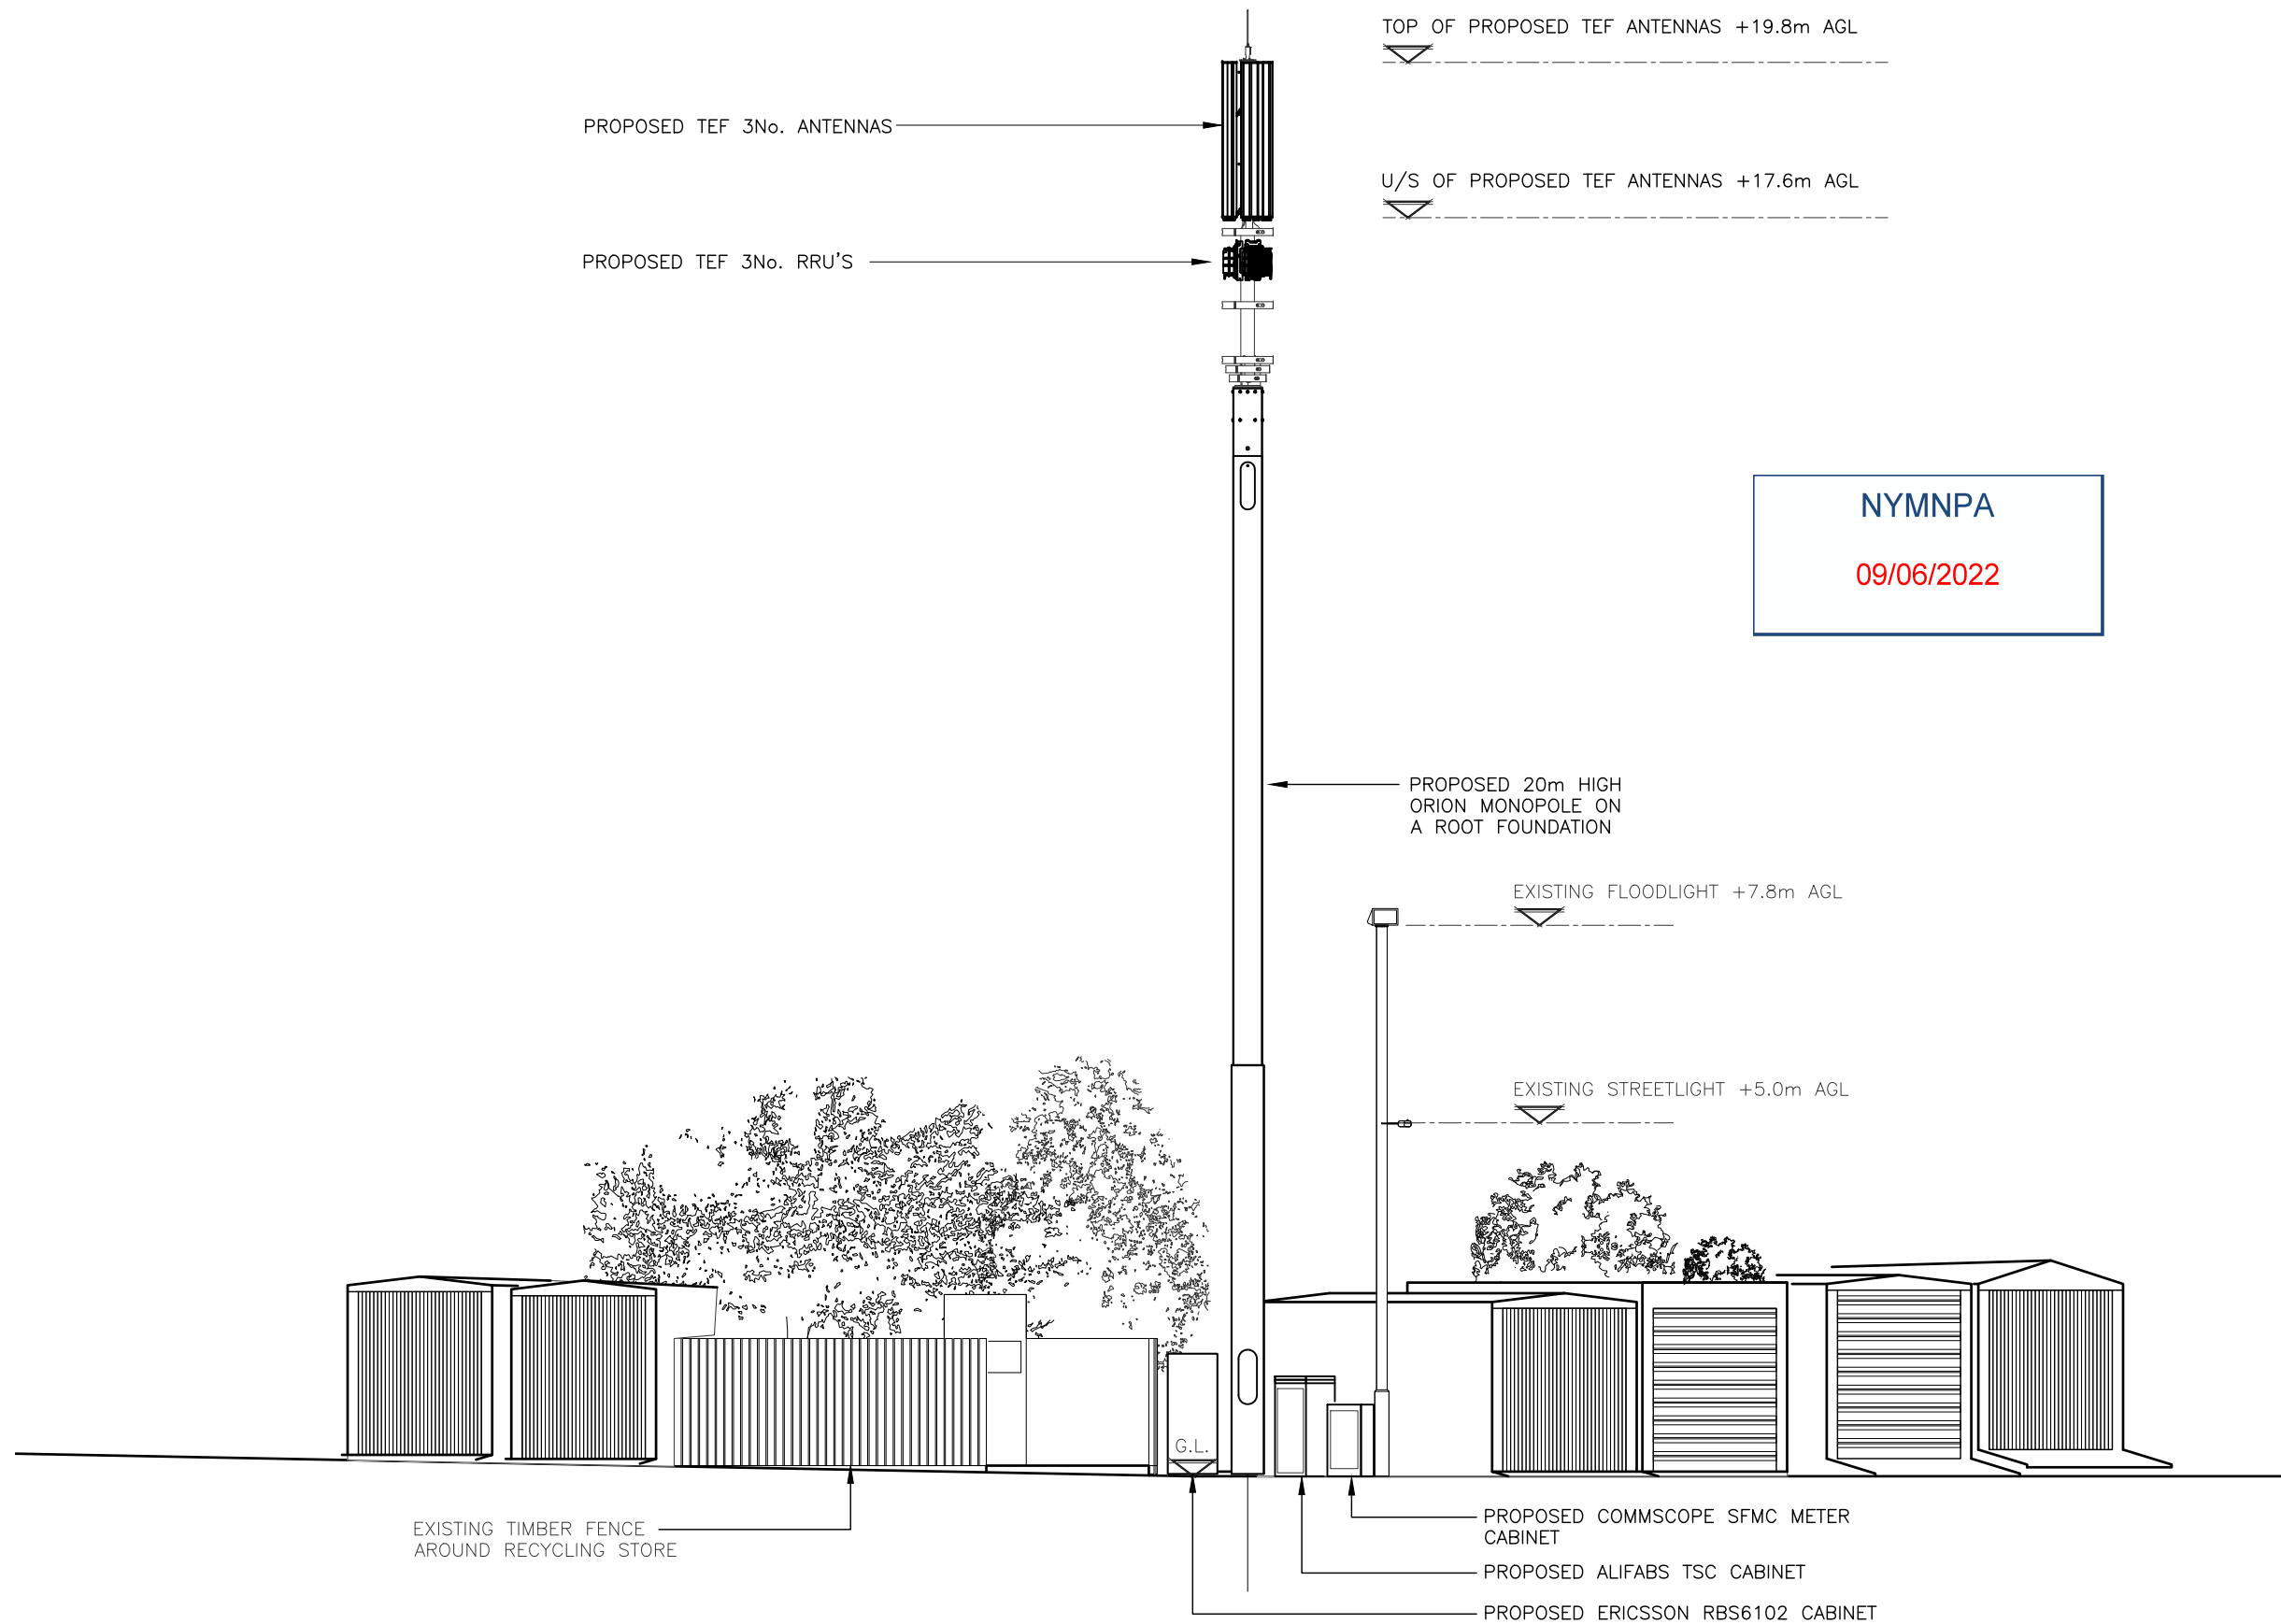 TOP OF PROPOSED TEF ANTENNAS +19.8m AGL
PROPOSED TEF 3No. ANTENNAS
U/S OF PROPOSED TEF ANTENNAS +17.6m AGL
PROPOSED TEF 3No. RRU'S
NYMNPA
09/06/2022
PROPOSED 20m HIGH
ORION MONOPOLE ON
A ROOT FOUNDATION
EXISTING FLOODLIGHT +7.8m AGL
EXISTING STREETLIGHT +5.0m AGL
G.L.
EXISTING TIMBER FENCE
AROUND RECYCLING STORE
PROPOSED COMMSCOPE SFMC METER
CABINET
PROPOSED ALIFABS TSC CABINET
PROPOSED ERICSSON RBS6102 CABINET